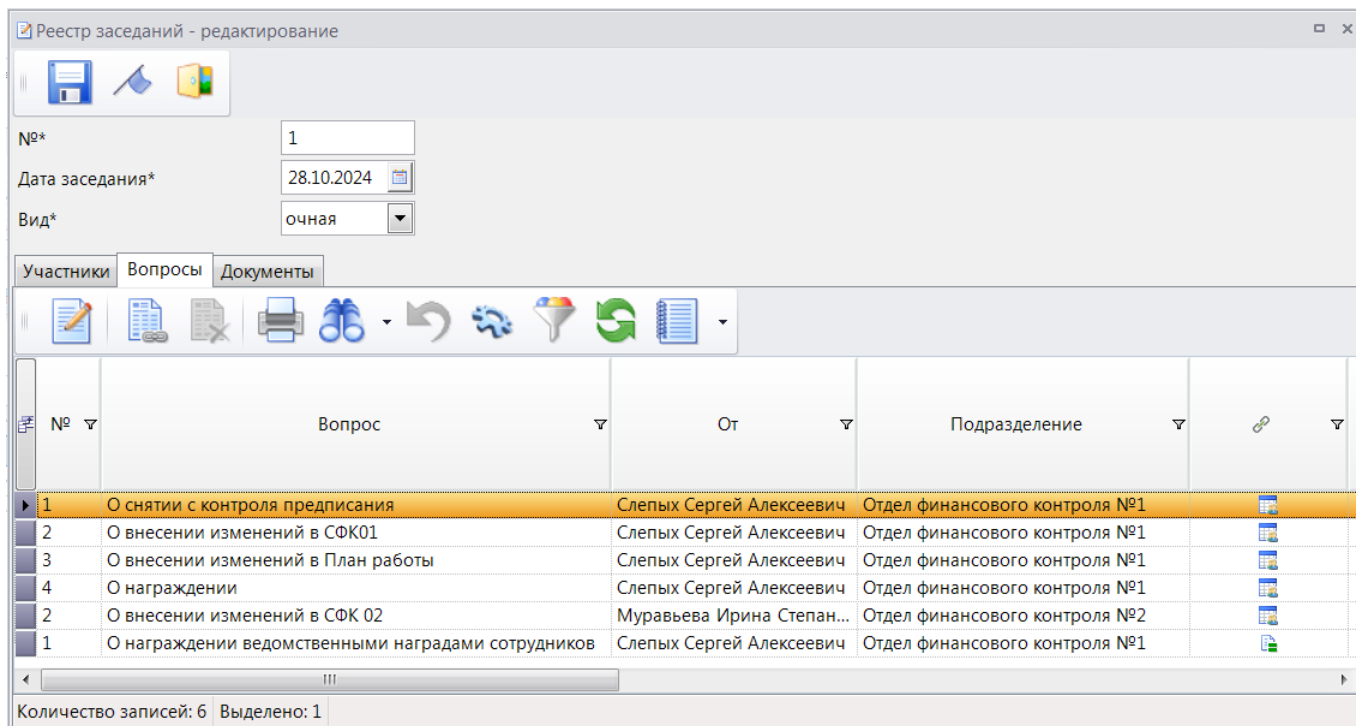 Реестр заседаний - редактирование
№* 1
Дата заседания* 28.10.2024
Вид* очная
Участники Вопросы Документы
№ Вопрос От Подразделение
1 О снятии с контроля предписания Слепых Сергей Алексеевич Отдел финансового контроля №1
2 О внесении изменений в СФК01 Слепых Сергей Алексеевич Отдел финансового контроля №1
3 О внесении изменений в План работы Слепых Сергей Алексеевич Отдел финансового контроля №1
4 О награждении Слепых Сергей Алексеевич Отдел финансового контроля №1
2 О внесении изменений в СФК 02 Муравьева Ирина Степан... Отдел финансового контроля №2
1 О награждении ведомственными наградами сотрудников Слепых Сергей Алексеевич Отдел финансового контроля №1
Количество записей: 6 Выделено: 1